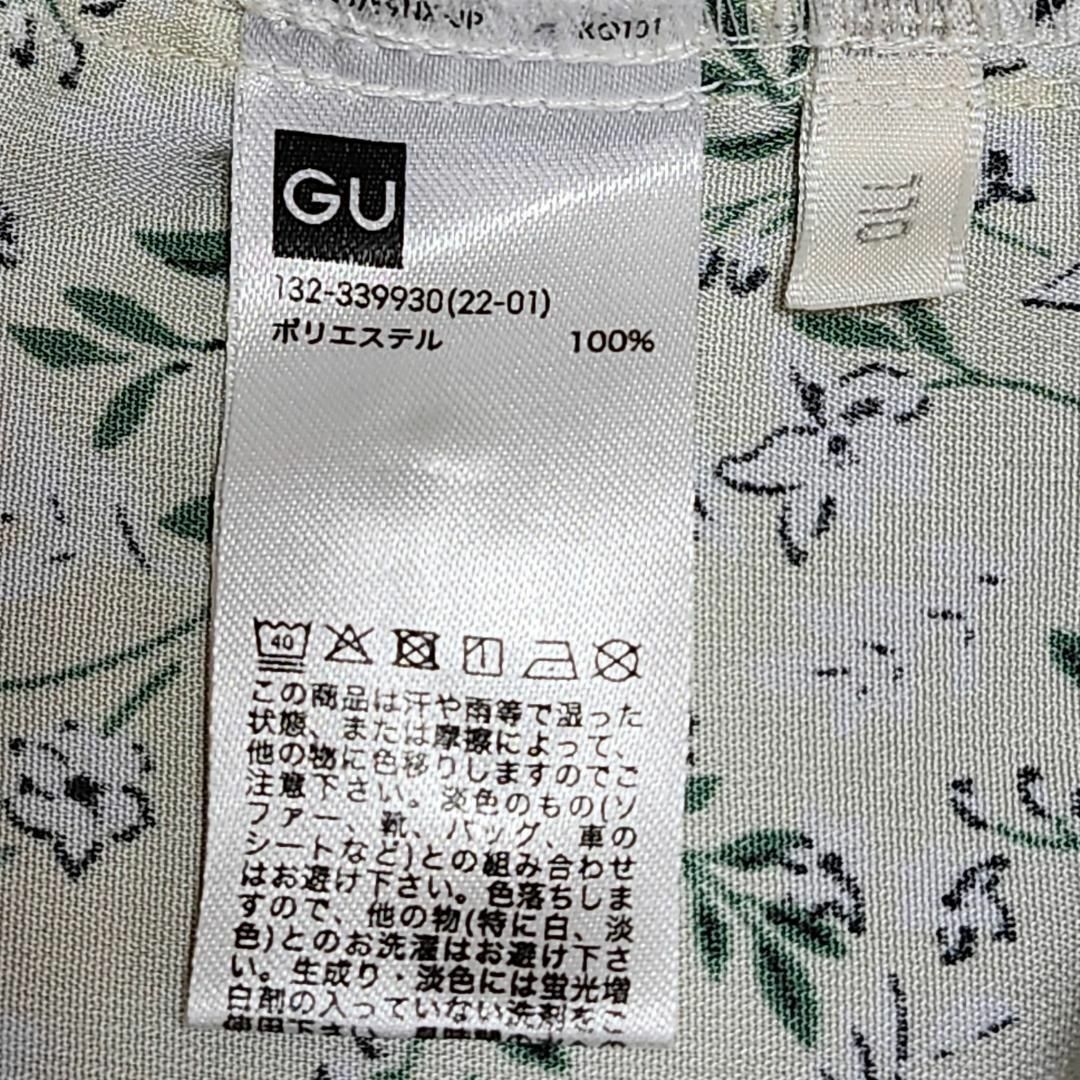 GU
132-339930(22-01)
ポリエステル 100%
110
40
この商品は汗や雨等で湿った
状態、または摩擦によって、
他の物に色移りしますのでご
注意下さい。淡色のもの(ソ
ファー、靴、バッグ、車の
シートなど)との組み合わせ
はお避け下さい。色落ちしま
すので、他の物(特に白、淡
色)とのお洗濯はお避け下さ
い。生成り・淡色には蛍光増
白剤の入っていない洗剤をご
使用下さい。